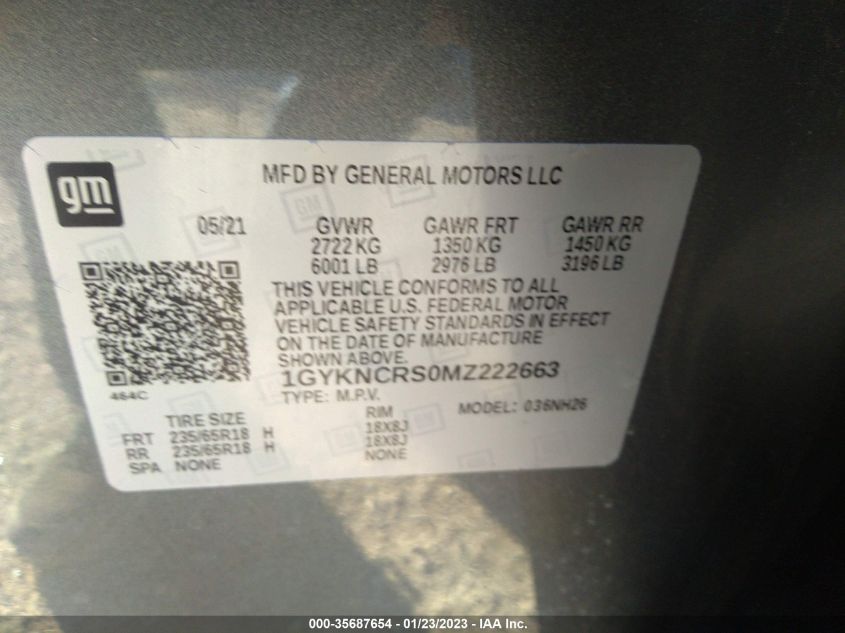 gm
MFD BY GENERAL MOTORS LLC
05/21 GVWR GAWR FRT GAWR RR
2722 KG 1350 KG 1450 KG
6001 LB 2976 LB 3196 LB
THIS VEHICLE CONFORMS TO ALL
APPLICABLE U.S. FEDERAL MOTOR
VEHICLE SAFETY STANDARDS IN EFFECT
ON THE DATE OF MANUFACTURE
SHOWN ABOVE.
464C
1GYKNCRS0MZ222663
TYPE: M.P.V. MODEL: 036NH26
TIRE SIZE RIM
FRT 235/65R18 H 18X8J
RR 235/65R18 H 18X8J
SPA NONE NONE
000-35687654 - 01/23/2023 - IAA Inc.